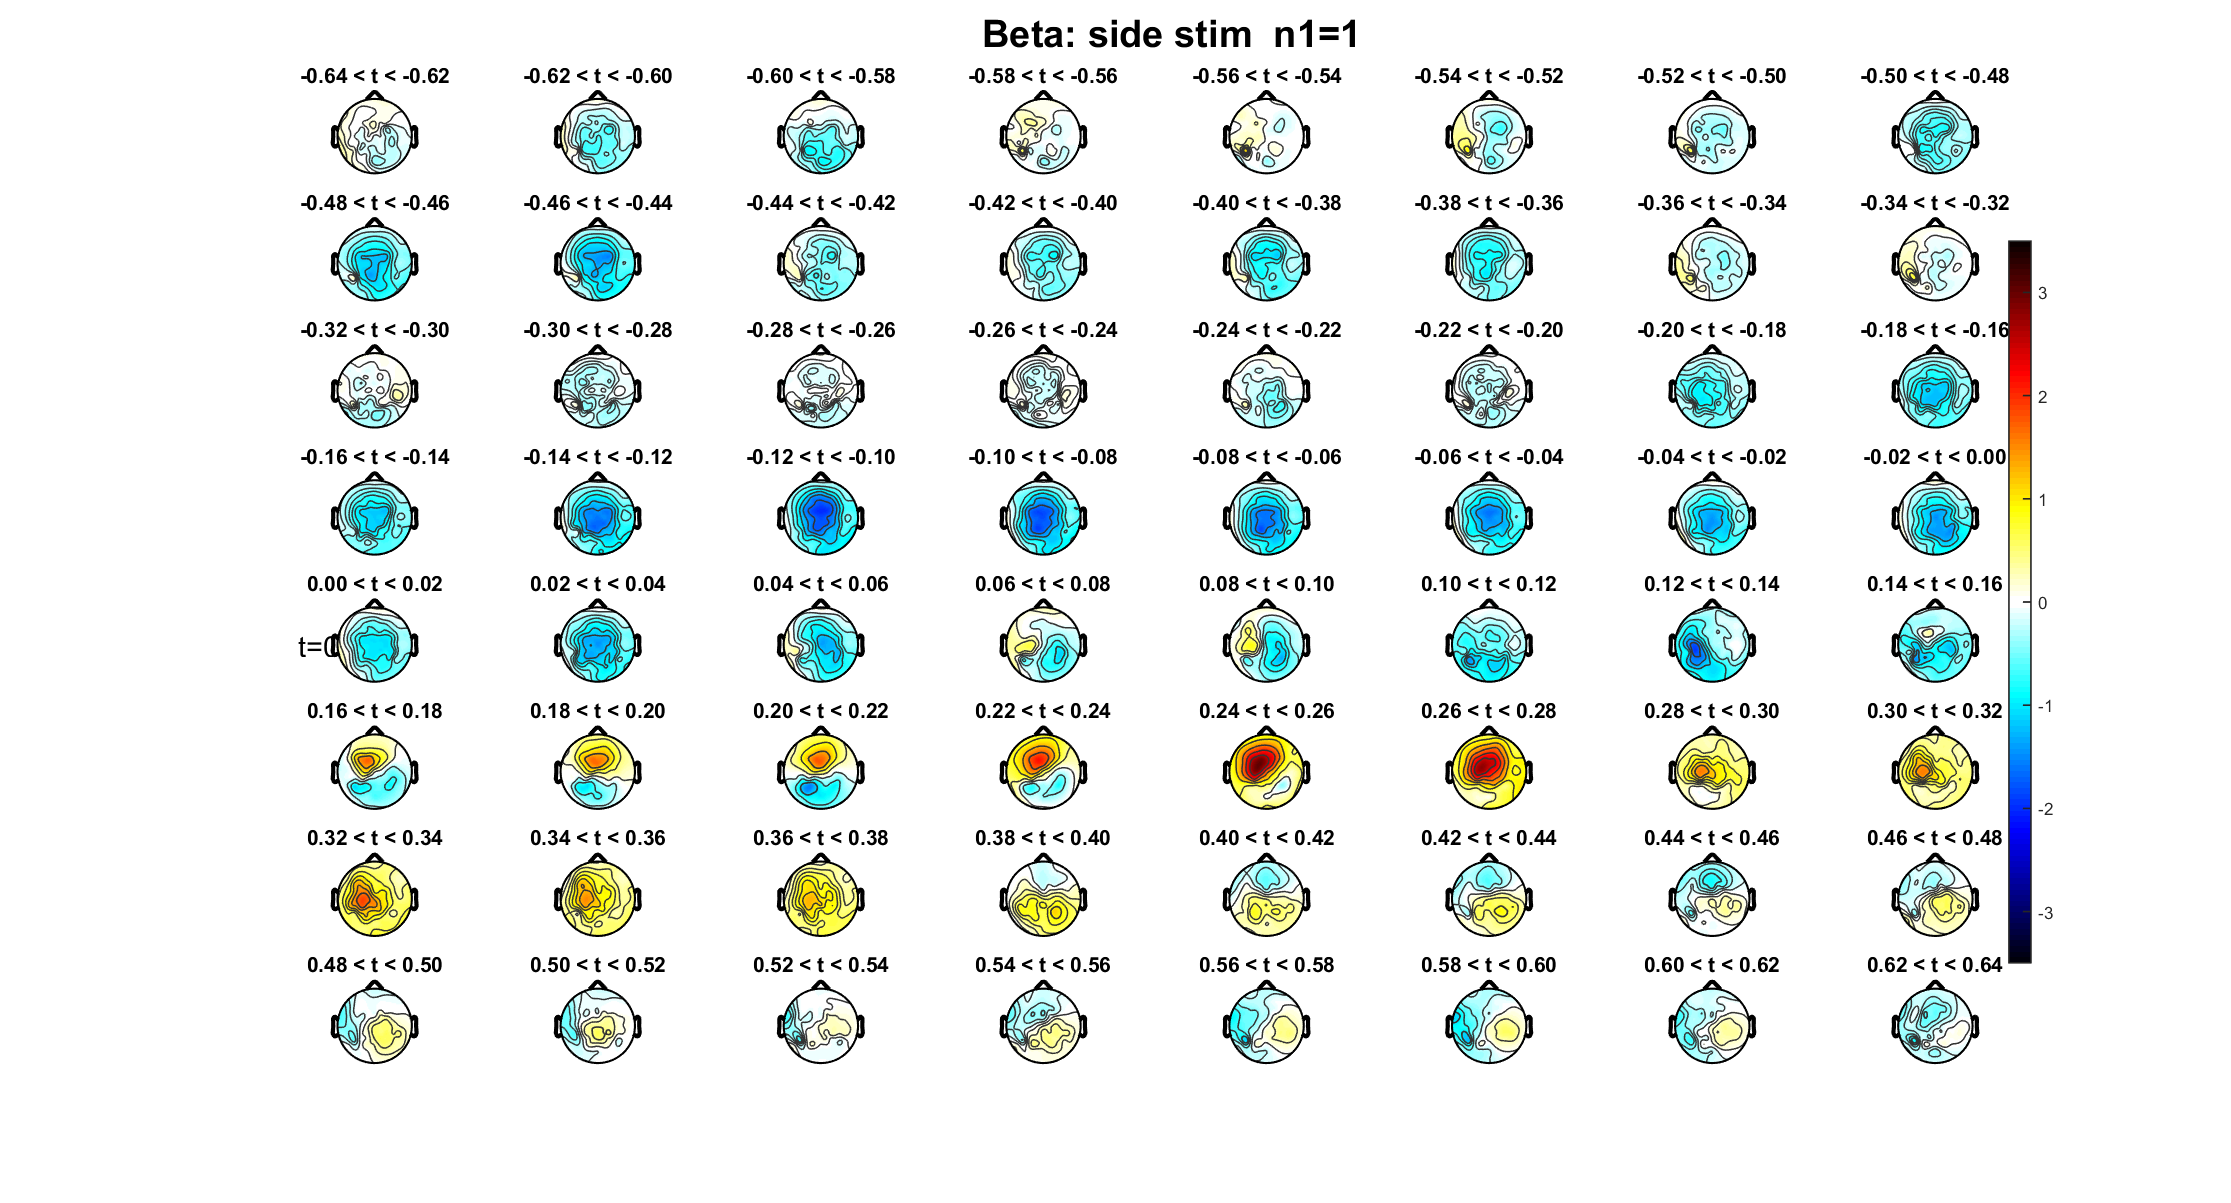 Beta: side stim  n1=1
-0.64 < t < -0.62
-0.62 < t < -0.60
-0.60 < t < -0.58
-0.58 < t < -0.56
-0.56 < t < -0.54
-0.54 < t < -0.52
-0.52 < t < -0.50
-0.50 < t < -0.48
-0.48 < t < -0.46
-0.46 < t < -0.44
-0.44 < t < -0.42
-0.42 < t < -0.40
-0.40 < t < -0.38
-0.38 < t < -0.36
-0.36 < t < -0.34
-0.34 < t < -0.32
-0.32 < t < -0.30
-0.30 < t < -0.28
-0.28 < t < -0.26
-0.26 < t < -0.24
-0.24 < t < -0.22
-0.22 < t < -0.20
-0.20 < t < -0.18
-0.18 < t < -0.16
-0.16 < t < -0.14
-0.14 < t < -0.12
-0.12 < t < -0.10
-0.10 < t < -0.08
-0.08 < t < -0.06
-0.06 < t < -0.04
-0.04 < t < -0.02
-0.02 < t < 0.00
0.00 < t < 0.02
0.02 < t < 0.04
0.04 < t < 0.06
0.06 < t < 0.08
0.08 < t < 0.10
0.10 < t < 0.12
0.12 < t < 0.14
0.14 < t < 0.16
t=0
0.16 < t < 0.18
0.18 < t < 0.20
0.20 < t < 0.22
0.22 < t < 0.24
0.24 < t < 0.26
0.26 < t < 0.28
0.28 < t < 0.30
0.30 < t < 0.32
0.32 < t < 0.34
0.34 < t < 0.36
0.36 < t < 0.38
0.38 < t < 0.40
0.40 < t < 0.42
0.42 < t < 0.44
0.44 < t < 0.46
0.46 < t < 0.48
0.48 < t < 0.50
0.50 < t < 0.52
0.52 < t < 0.54
0.54 < t < 0.56
0.56 < t < 0.58
0.58 < t < 0.60
0.60 < t < 0.62
0.62 < t < 0.64
3
2
1
0
-1
-2
-3